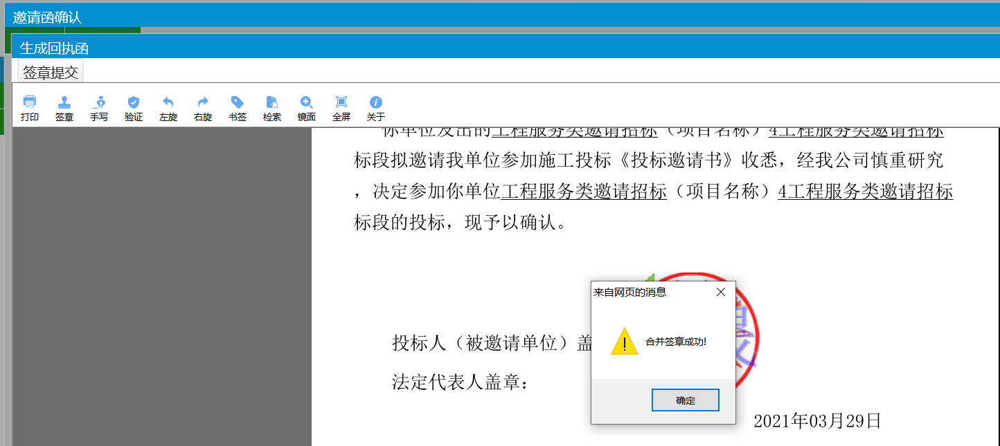 邀请函确认
生成回执函
签章提交
打印 签章 手写 验证 左旋 右旋 书签 检索 镜面 全屏 关于
你单位发出的工程服务类邀请招标（项目名称）4工程服务类邀请招标
标段拟邀请我单位参加施工投标《投标邀请书》收悉，经我公司慎重研究
，决定参加你单位工程服务类邀请招标（项目名称）4工程服务类邀请招标
标段的投标，现予以确认。
来自网页的消息
合并签章成功!
投标人（被邀请单位）盖
法定代表人盖章：
确定
2021年03月29日